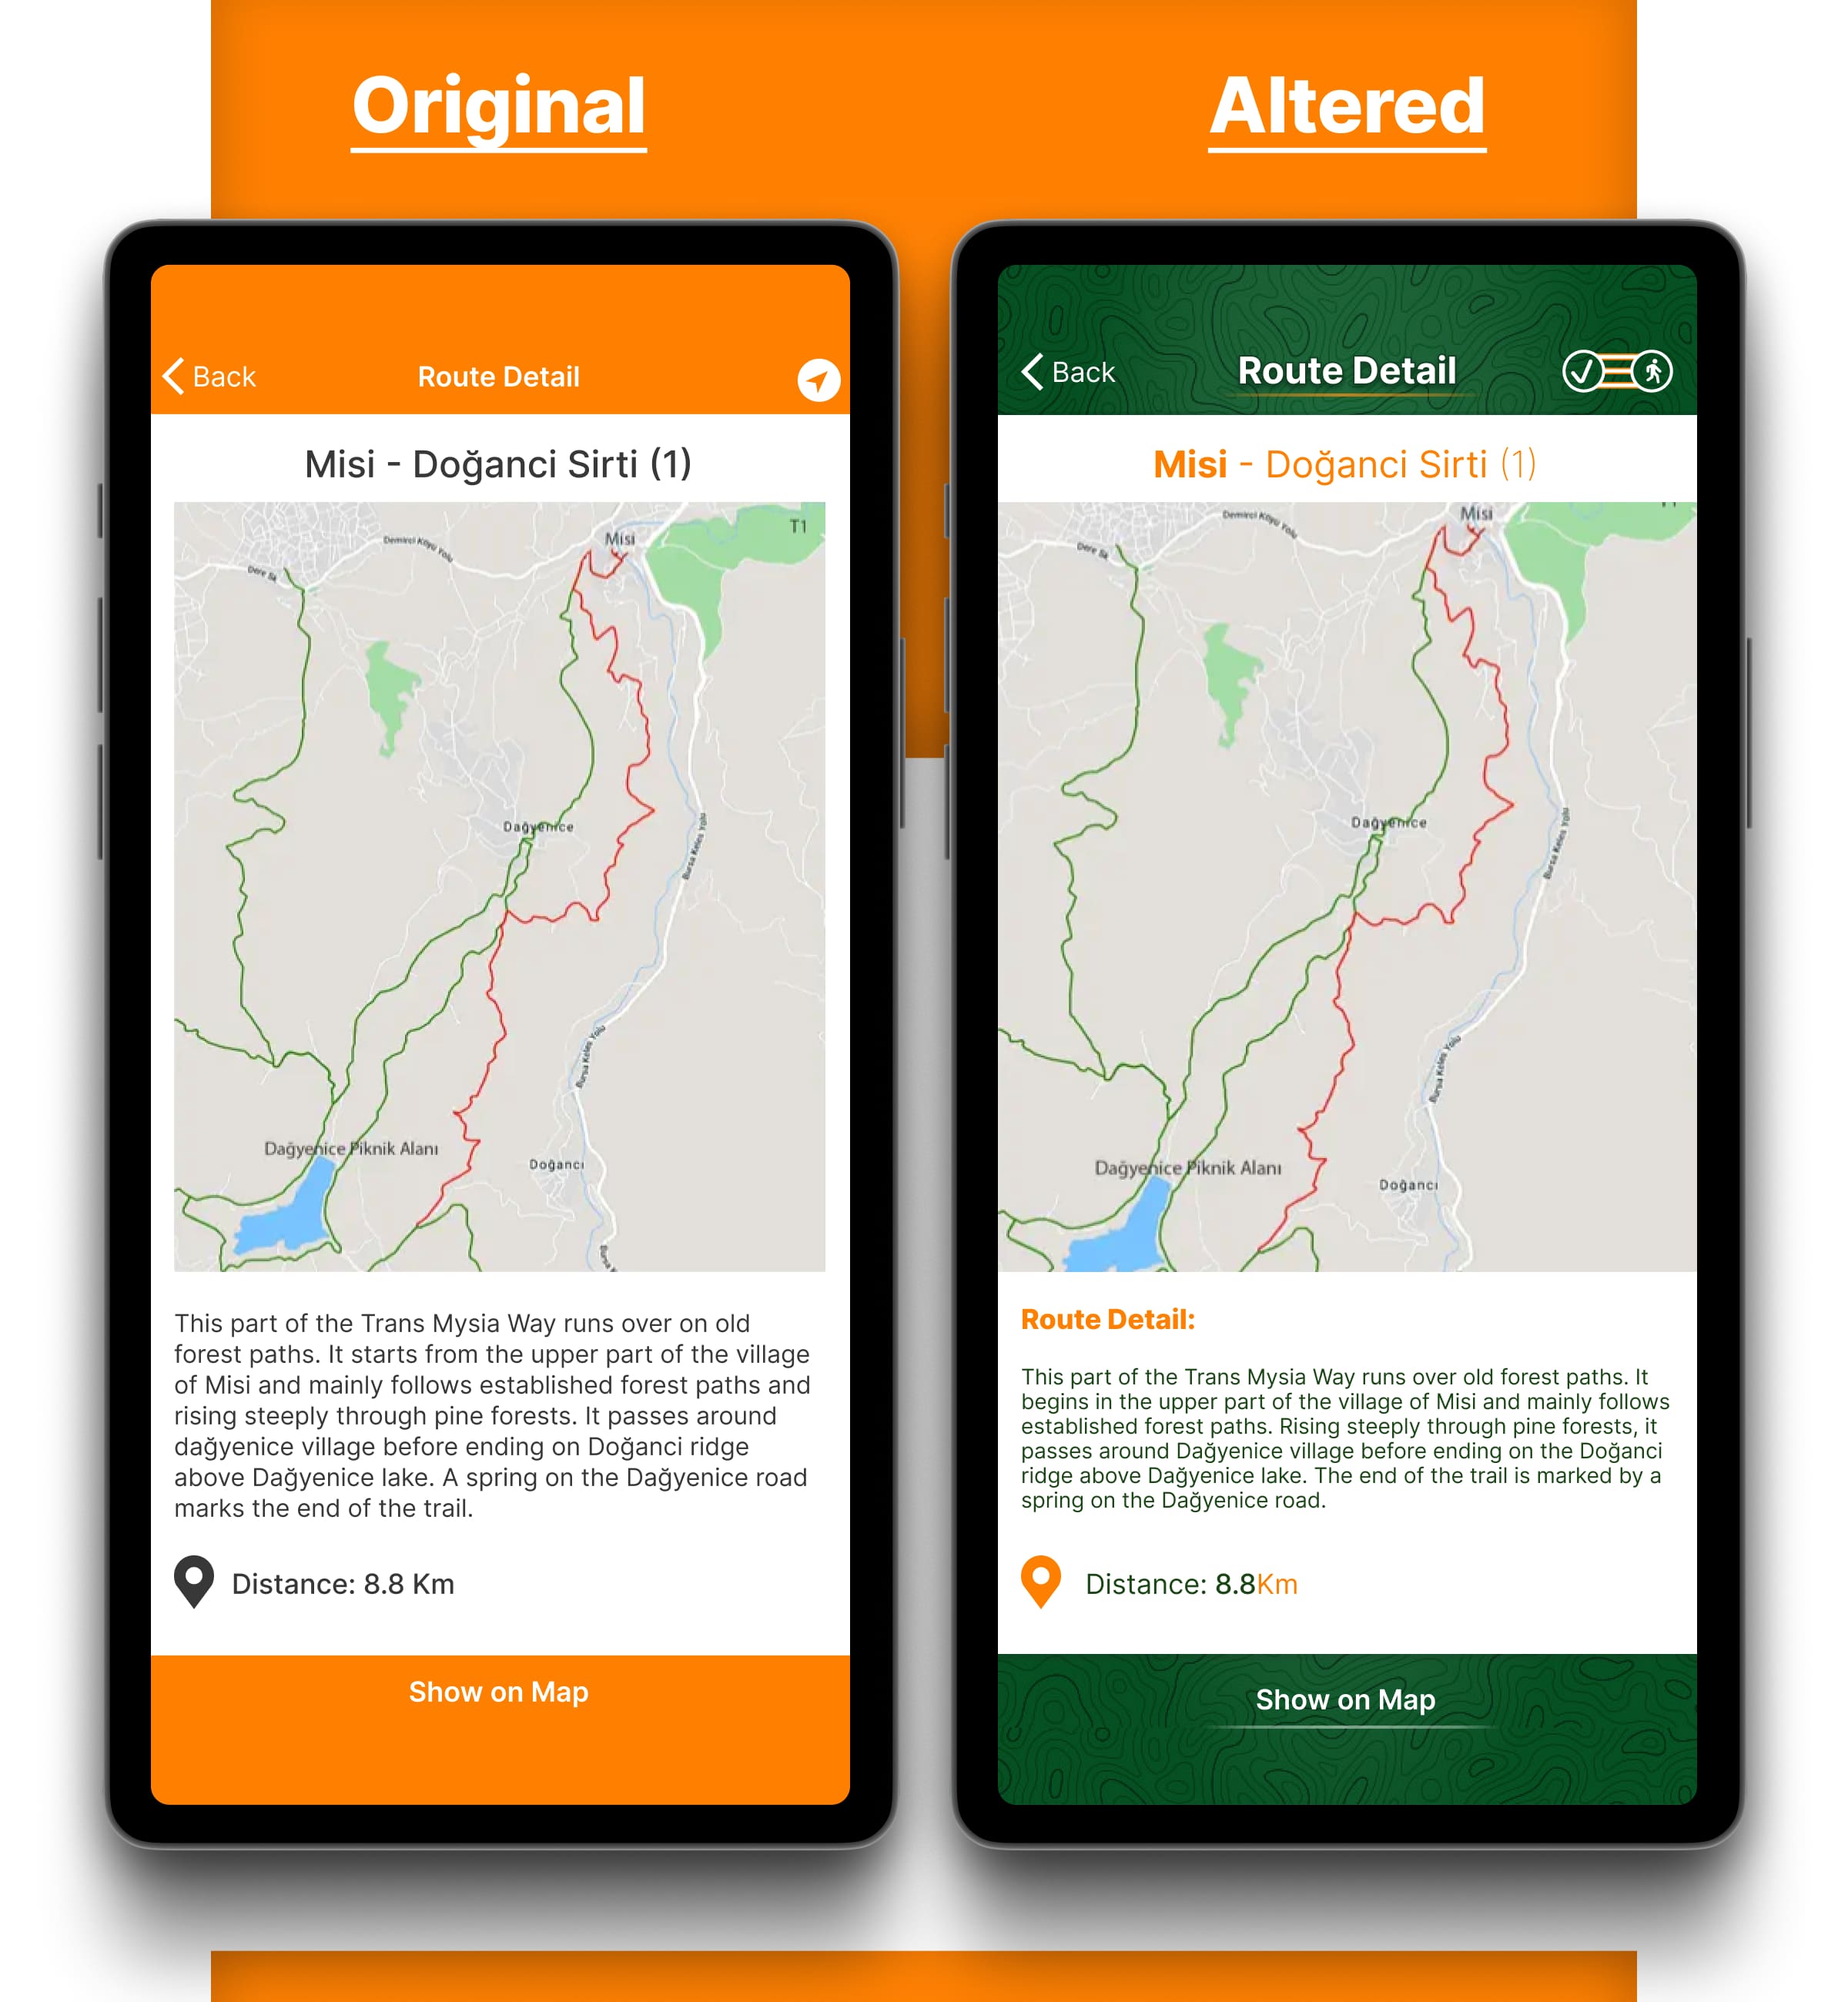 Original
Altered
Back
Route Detail
Misi - Doğanci Sirti (1)
T1
Misi
Demirci Köyü Yolu
Dere Sk
Dağyenice
Bursa Keles Yolu
Bursa Keles Yolu
Dağyenice Piknik Alanı
Doğancı
Bursa K
This part of the Trans Mysia Way runs over on old
forest paths. It starts from the upper part of the village
of Misi and mainly follows established forest paths and
rising steeply through pine forests. It passes around
dağyenice village before ending on Doğanci ridge
above Dağyenice lake. A spring on the Dağyenice road
marks the end of the trail.
Distance: 8.8 Km
Show on Map
Back
Route Detail
Misi - Doğanci Sirti (1)
Misi
Demirci Köyü Yolu
Dere Sk
Dağyenice
Bursa Keles Yolu
Bursa Keles Yolu
Dağyenice Piknik Alanı
Doğancı
Route Detail:
This part of the Trans Mysia Way runs over old forest paths. It
begins in the upper part of the village of Misi and mainly follows
established forest paths. Rising steeply through pine forests, it
passes around Dağyenice village before ending on the Doğanci
ridge above Dağyenice lake. The end of the trail is marked by a
spring on the Dağyenice road.
Distance: 8.8Km
Show on Map